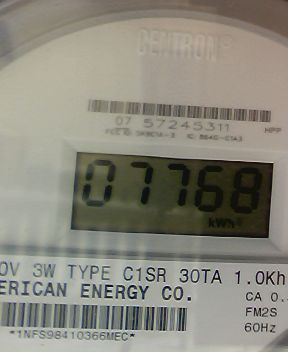 CENTRON®
07 57245311 HPP
07768
kWh
0V 3W TYPE C1SR 30TA 1.0Kh
ERICAN ENERGY CO. CA 0.
FM2S
60Hz
*1NFS98410366MEC*